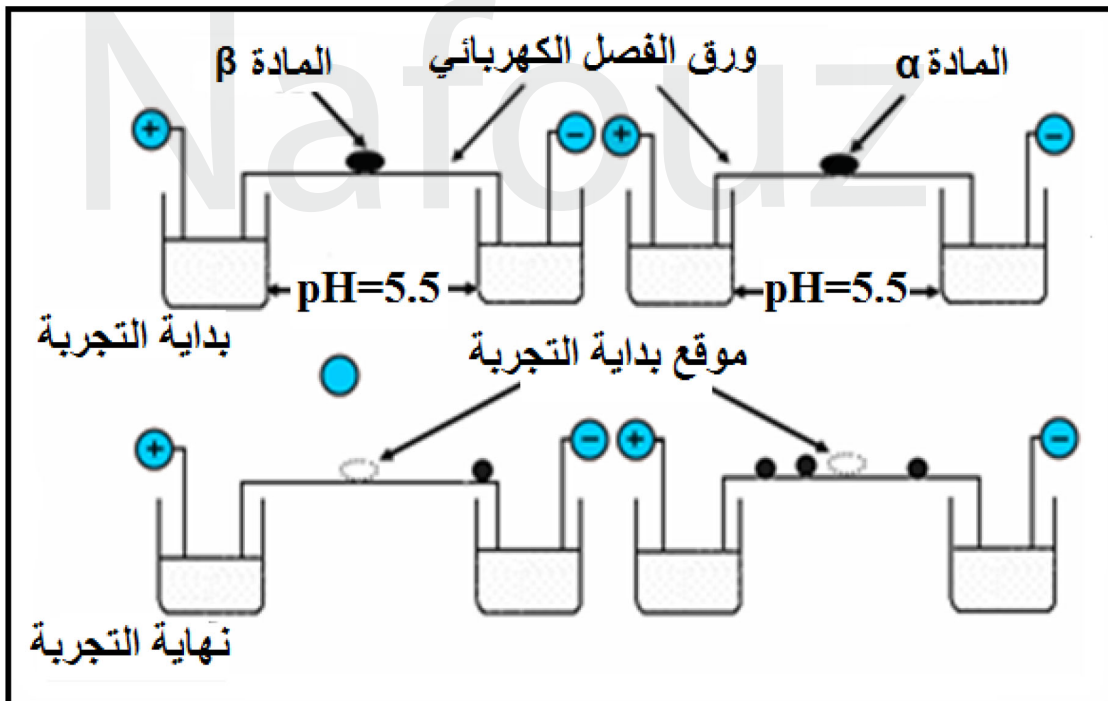 Nafouz
المادة α
ورق الفصل الكهربائي
المادة β
+
−
+
−
pH=5.5
pH=5.5
بداية التجربة
موقع بداية التجربة
+
−
+
−
نهاية التجربة